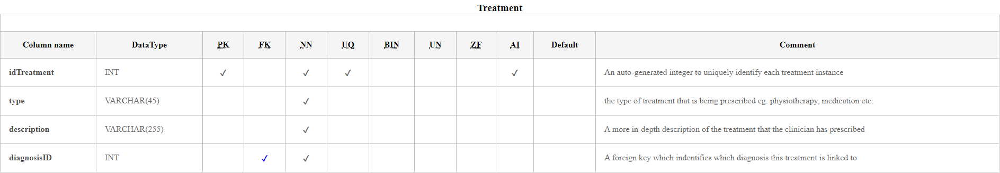 Treatment
Column name DataType PK FK NN UQ BIN UN ZF AI Default Comment
idTreatment INT ✓ ✓ ✓ ✓ An auto-generated integer to uniquely identify each treatment instance
type VARCHAR(45) ✓ the type of treatment that is being prescribed eg. physiotherapy, medication etc.
description VARCHAR(255) ✓ A more in-depth description of the treatment that the clinician has prescribed
diagnosisID INT ✓ ✓ A foreign key which indentifies which diagnosis this treatment is linked to